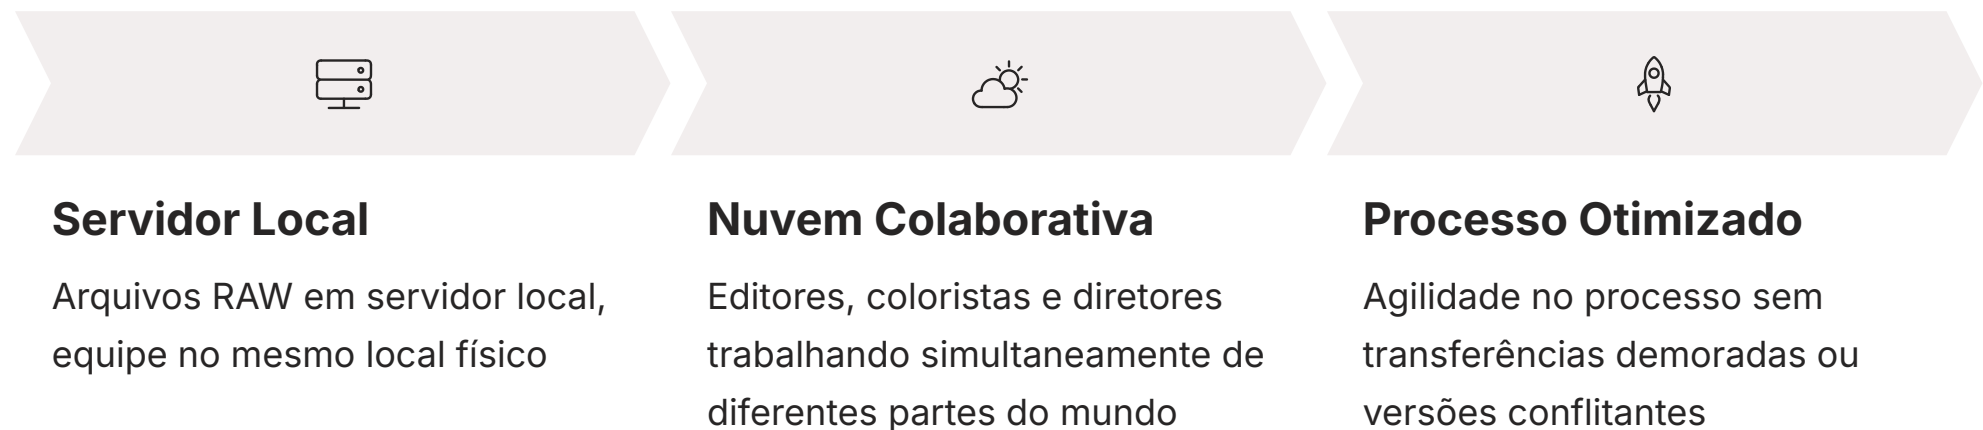 Servidor Local
Arquivos RAW em servidor local,
equipe no mesmo local físico
Nuvem Colaborativa
Editores, coloristas e diretores
trabalhando simultaneamente de
diferentes partes do mundo
Processo Otimizado
Agilidade no processo sem
transferências demoradas ou
versões conflitantes